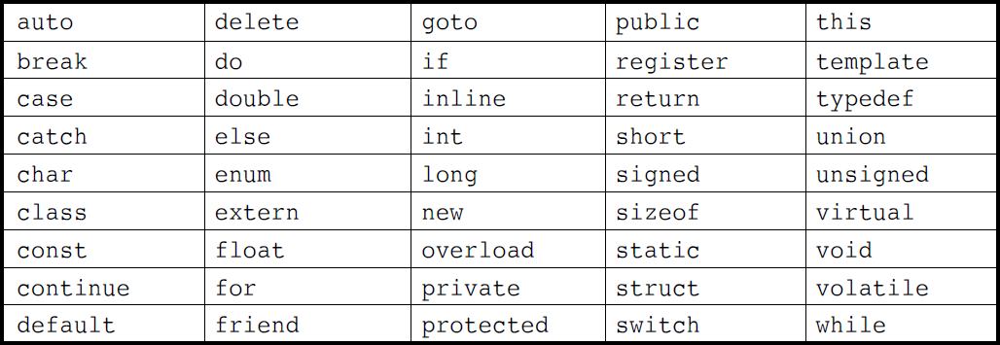 auto delete goto public this
break do if register template
case double inline return typedef
catch else int short union
char enum long signed unsigned
class extern new sizeof virtual
const float overload static void
continue for private struct volatile
default friend protected switch while